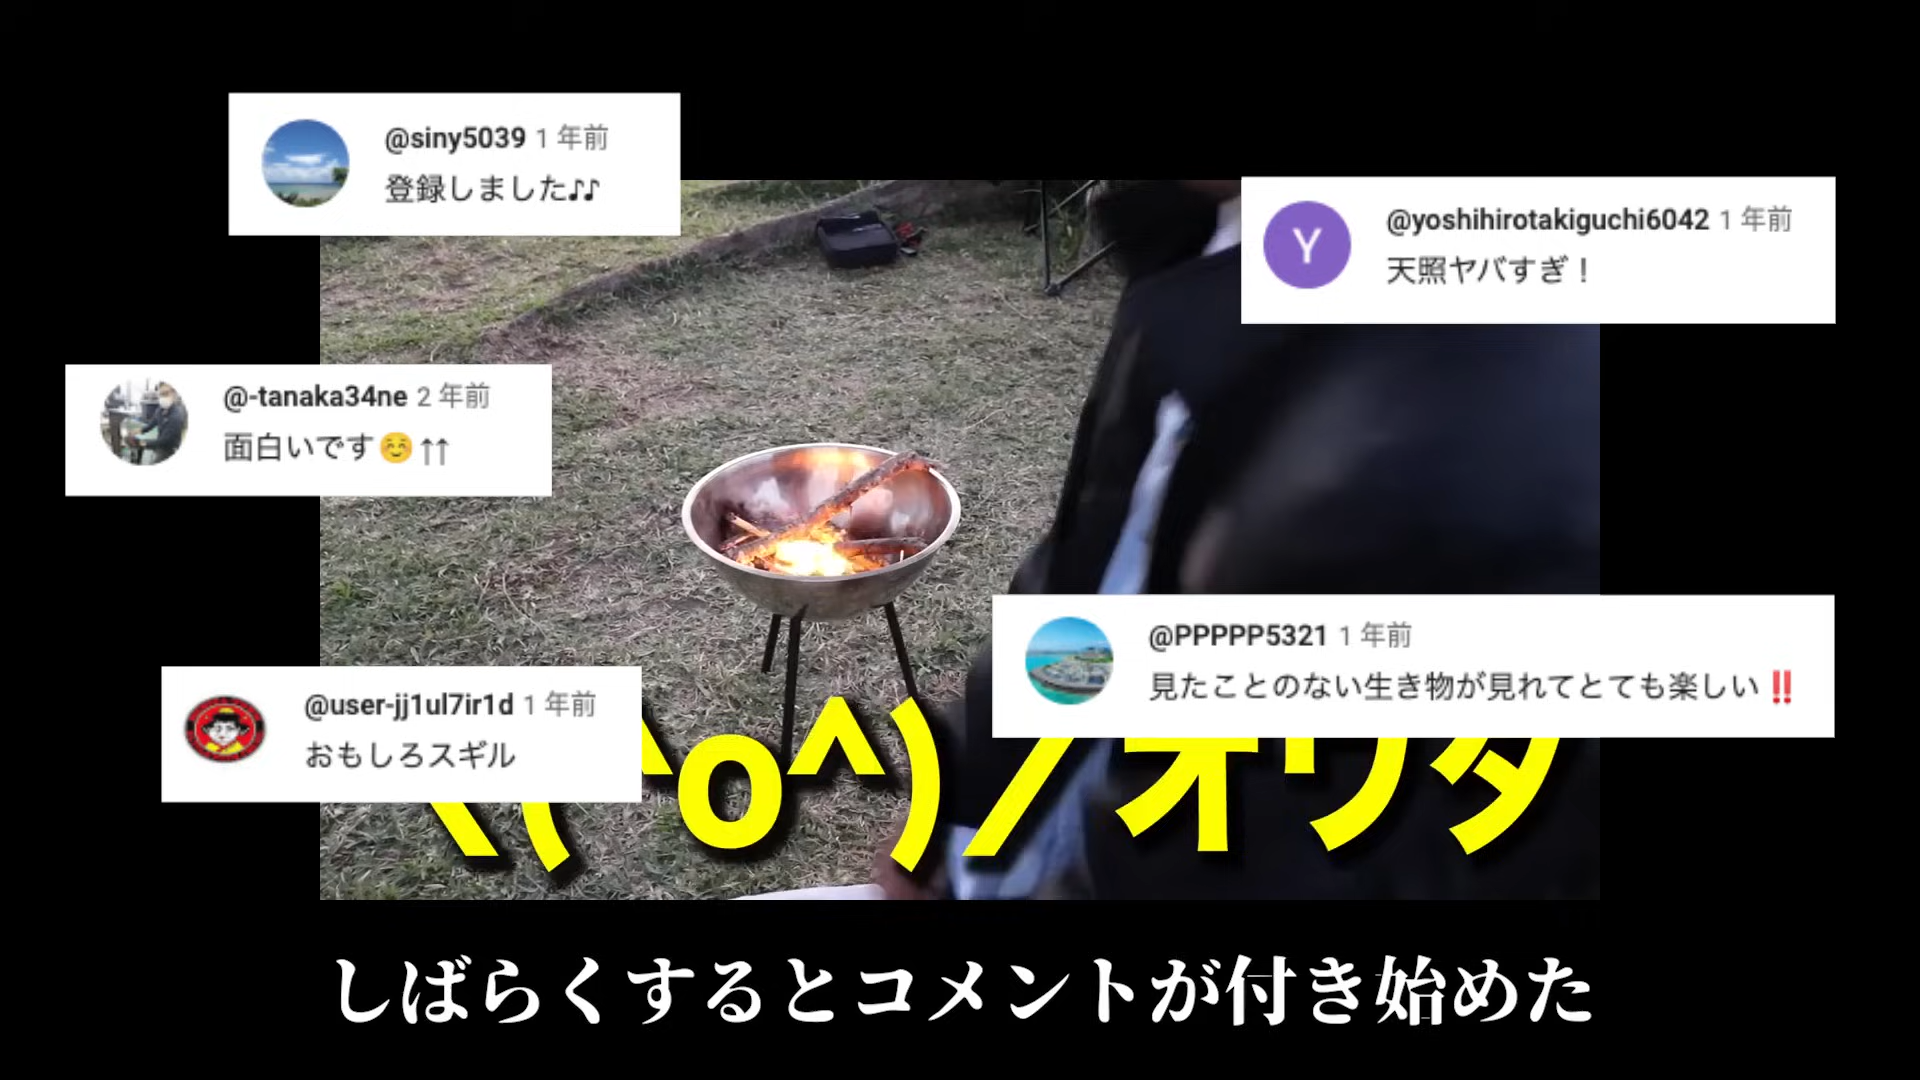 @siny5039 1 年前
登録しました♪♪
@yoshihirotakiguchi6042 1 年前
Y
天照ヤバすぎ！
@-tanaka34ne 2 年前
面白いです☺️↑↑
@PPPPP5321 1 年前
見たことのない生き物が見れてとても楽しい‼️
@user-jj1ul7ir1d 1 年前
おもしろスギル
\(^o^)/オワタ
しばらくするとコメントが付き始めた